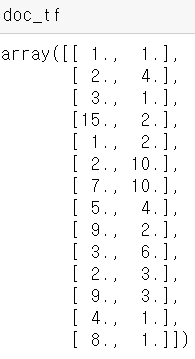 doc_tf
array([[ 1.,  1.],
       [ 2.,  4.],
       [ 3.,  1.],
       [15.,  2.],
       [ 1.,  2.],
       [ 2., 10.],
       [ 7., 10.],
       [ 5.,  4.],
       [ 9.,  2.],
       [ 3.,  6.],
       [ 2.,  3.],
       [ 9.,  3.],
       [ 4.,  1.],
       [ 8.,  1.]])